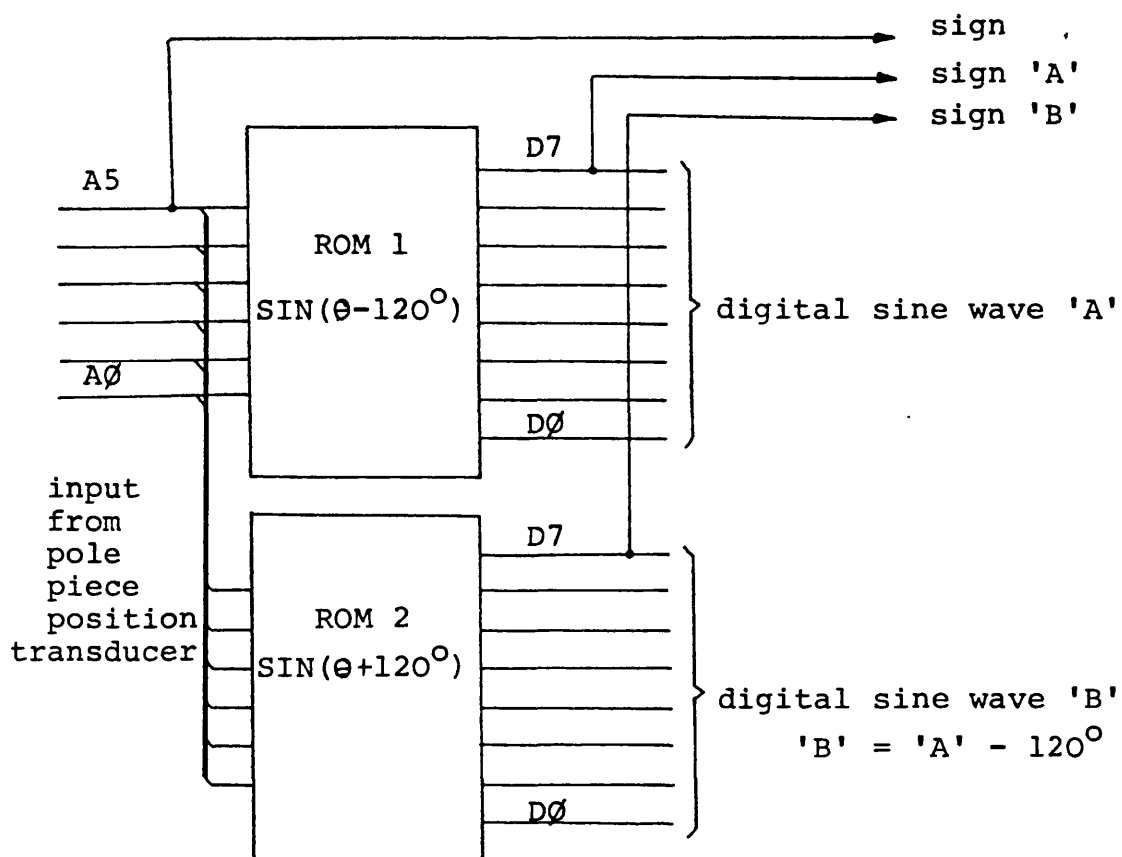 sign
sign 'A'
sign 'B'
D7
A5
ROM 1
SIN(θ-120°)
digital sine wave 'A'
AØ
DØ
input
from
pole
piece
position
transducer
D7
ROM 2
SIN(θ+120°)
digital sine wave 'B'
'B' = 'A' - 120°
DØ